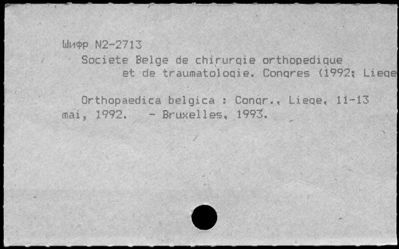 Шифр N2-2713
Societe Belge de chirurgie orthopedique
et de traumatologie. Congres (1992; Liege
Orthopaedica belgica : Congr., Liege, 11-13
mai, 1992. - Bruxelles, 1993.